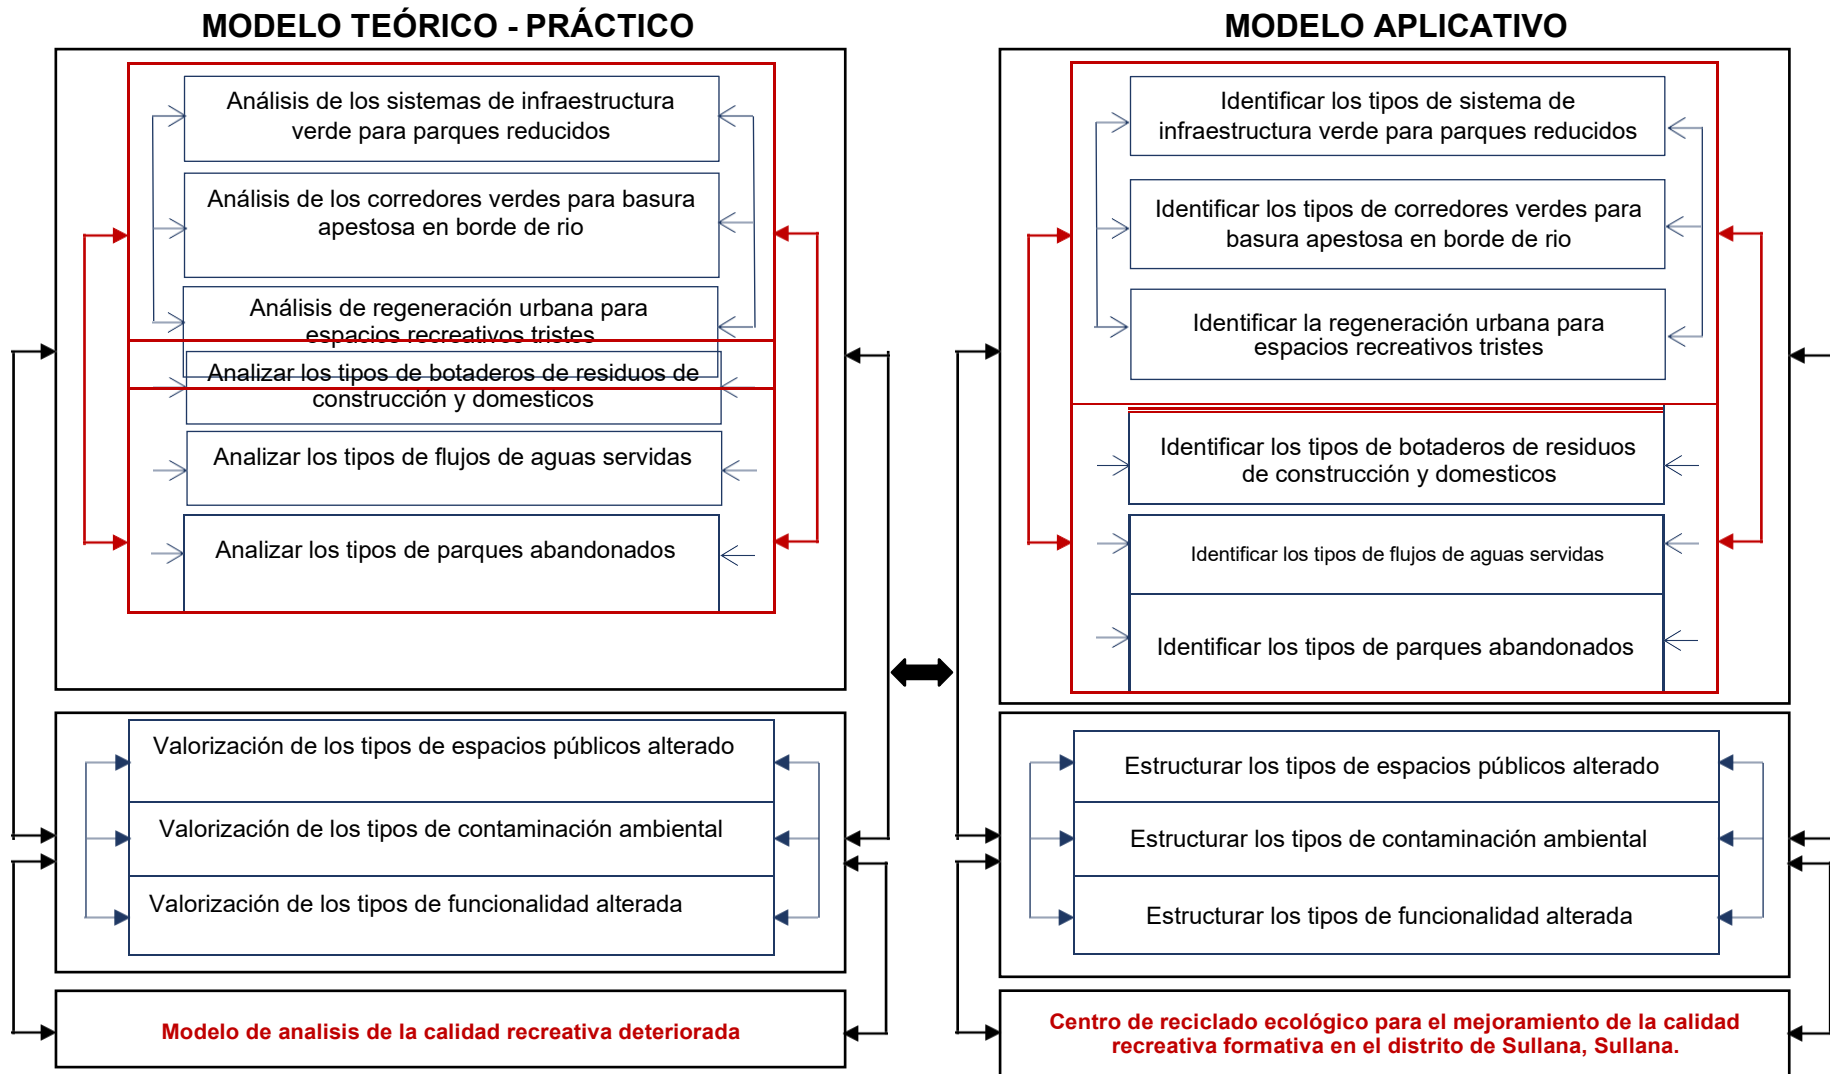 MODELO TEÓRICO - PRÁCTICO
Análisis de los sistemas de infraestructura
verde para parques reducidos
Análisis de los corredores verdes para basura
apestosa en borde de rio
Análisis de regeneración urbana para
espacios recreativos tristes
Analizar los tipos de botaderos de residuos de
construcción y domesticos
Analizar los tipos de flujos de aguas servidas
Analizar los tipos de parques abandonados
Valorización de los tipos de espacios públicos alterado
Valorización de los tipos de contaminación ambiental
Valorización de los tipos de funcionalidad alterada
Modelo de analisis de la calidad recreativa deteriorada
MODELO APLICATIVO
Identificar los tipos de sistema de
infraestructura verde para parques reducidos
Identificar los tipos de corredores verdes para
basura apestosa en borde de rio
Identificar la regeneración urbana para
espacios recreativos tristes
Identificar los tipos de botaderos de residuos
de construcción y domesticos
Identificar los tipos de flujos de aguas servidas
Identificar los tipos de parques abandonados
Estructurar los tipos de espacios públicos alterado
Estructurar los tipos de contaminación ambiental
Estructurar los tipos de funcionalidad alterada
Centro de reciclado ecológico para el mejoramiento de la calidad
recreativa formativa en el distrito de Sullana, Sullana.